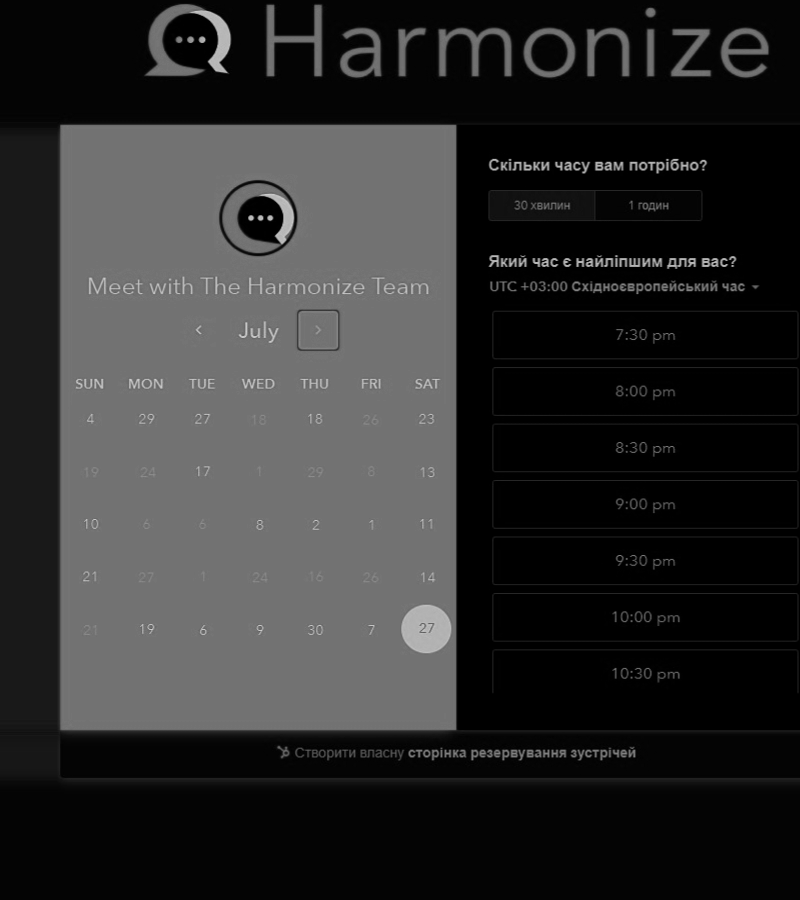 Harmonize
Meet with The Harmonize Team
July
SUN MON TUE WED THU FRI SAT
4 29 27 18 18 26 23
19 24 17 1 29 8 13
10 6 6 8 2 1 11
21 27 1 24 16 26 14
21 19 6 9 30 7 27
Скільки часу вам потрібно?
30 хвилин 1 годин
Який час є найліпшим для вас?
UTC +03:00 Східноєвропейський час
7:30 pm
8:00 pm
8:30 pm
9:00 pm
9:30 pm
10:00 pm
10:30 pm
Створити власну сторінка резервування зустрічей